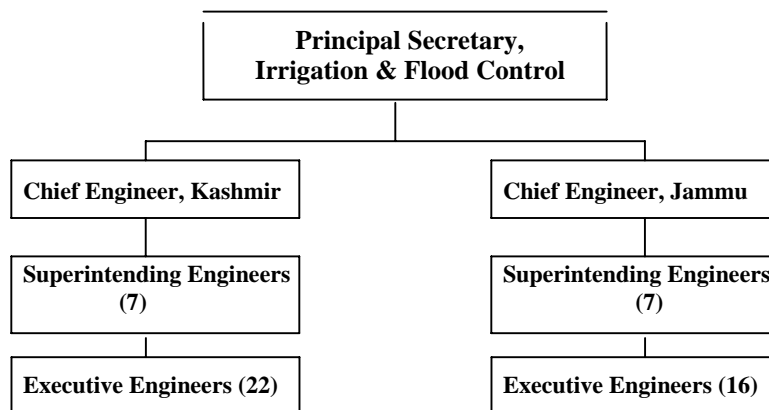 Principal Secretary,
Irrigation & Flood Control
Chief Engineer, Kashmir
Chief Engineer, Jammu
Superintending Engineers
(7)
Superintending Engineers
(7)
Executive Engineers (22)
Executive Engineers (16)